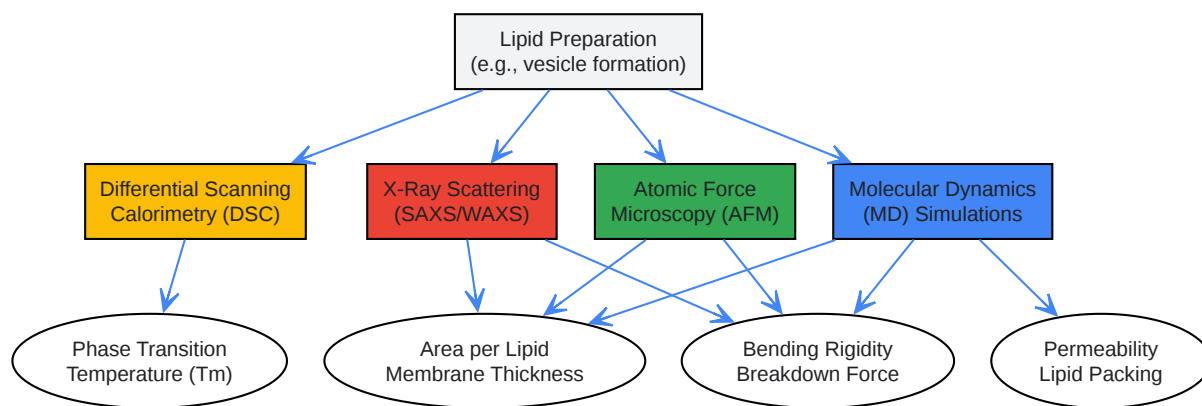 Lipid Preparation
(e.g., vesicle formation)
Differential Scanning
Calorimetry (DSC)
X-Ray Scattering
(SAXS/WAXS)
Atomic Force
Microscopy (AFM)
Molecular Dynamics
(MD) Simulations
Phase Transition
Temperature (Tm)
Area per Lipid
Membrane Thickness
Bending Rigidity
Breakdown Force
Permeability
Lipid Packing